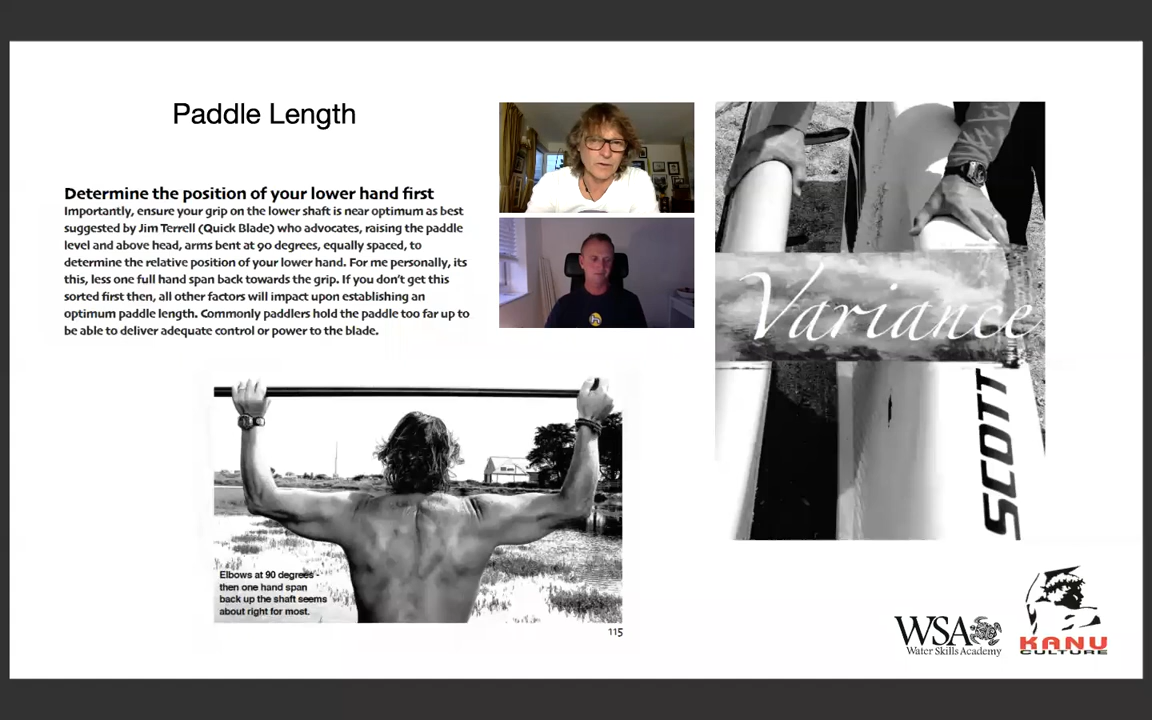 Paddle Length
Determine the position of your lower hand first
Importantly, ensure your grip on the lower shaft is near optimum as best
suggested by Jim Terrell (Quick Blade) who advocates, raising the paddle
level and above head, arms bent at 90 degrees, equally spaced, to
determine the relative position of your lower hand. For me personally, its
this, less one full hand span back towards the grip. If you don't get this
sorted first then, all other factors will impact upon establishing an
optimum paddle length. Commonly paddlers hold the paddle too far up to
be able to deliver adequate control or power to the blade.
Elbows at 90 degrees -
then one hand span
back up the shaft seems
about right for most.
115
Variance
SCOTT
WSA
Water Skills Academy
KANU
CULTURE